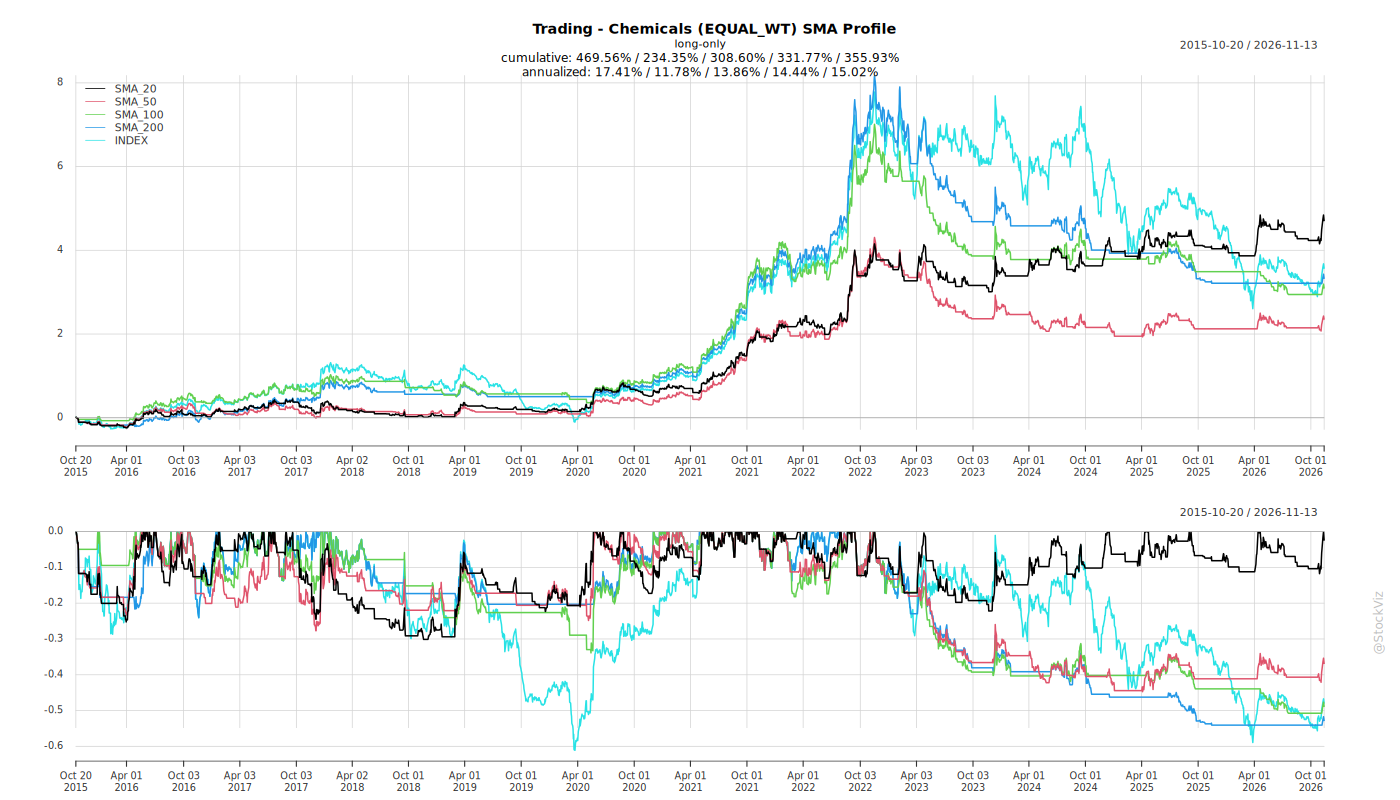 Trading - Chemicals (EQUAL_WT) SMA Profile
long-only
2015-10-20 / 2026-11-13
cumulative: 469.56% / 234.35% / 308.60% / 331.77% / 355.93%
annualized: 17.41% / 11.78% / 13.86% / 14.44% / 15.02%
8
6
4
2
0
SMA_20
SMA_50
SMA_100
SMA_200
INDEX
Oct 20 Apr 01 Oct 03 Apr 03 Oct 03 Apr 02 Oct 01 Apr 01 Oct 01 Apr 01 Oct 01 Apr 01 Oct 01 Apr 01 Oct 03 Apr 03 Oct 03 Apr 01 Oct 01 Apr 01 Oct 01 Apr 01 Oct 01
2015 2016 2016 2017 2017 2018 2018 2019 2019 2020 2020 2021 2021 2022 2022 2023 2023 2024 2024 2025 2025 2026 2026
2015-10-20 / 2026-11-13
0.0
-0.1
-0.2
-0.3
-0.4
-0.5
-0.6
Oct 20 Apr 01 Oct 03 Apr 03 Oct 03 Apr 02 Oct 01 Apr 01 Oct 01 Apr 01 Oct 01 Apr 01 Oct 01 Apr 01 Oct 03 Apr 03 Oct 03 Apr 01 Oct 01 Apr 01 Oct 01 Apr 01 Oct 01
2015 2016 2016 2017 2017 2018 2018 2019 2019 2020 2020 2021 2021 2022 2022 2023 2023 2024 2024 2025 2025 2026 2026
@StockViz